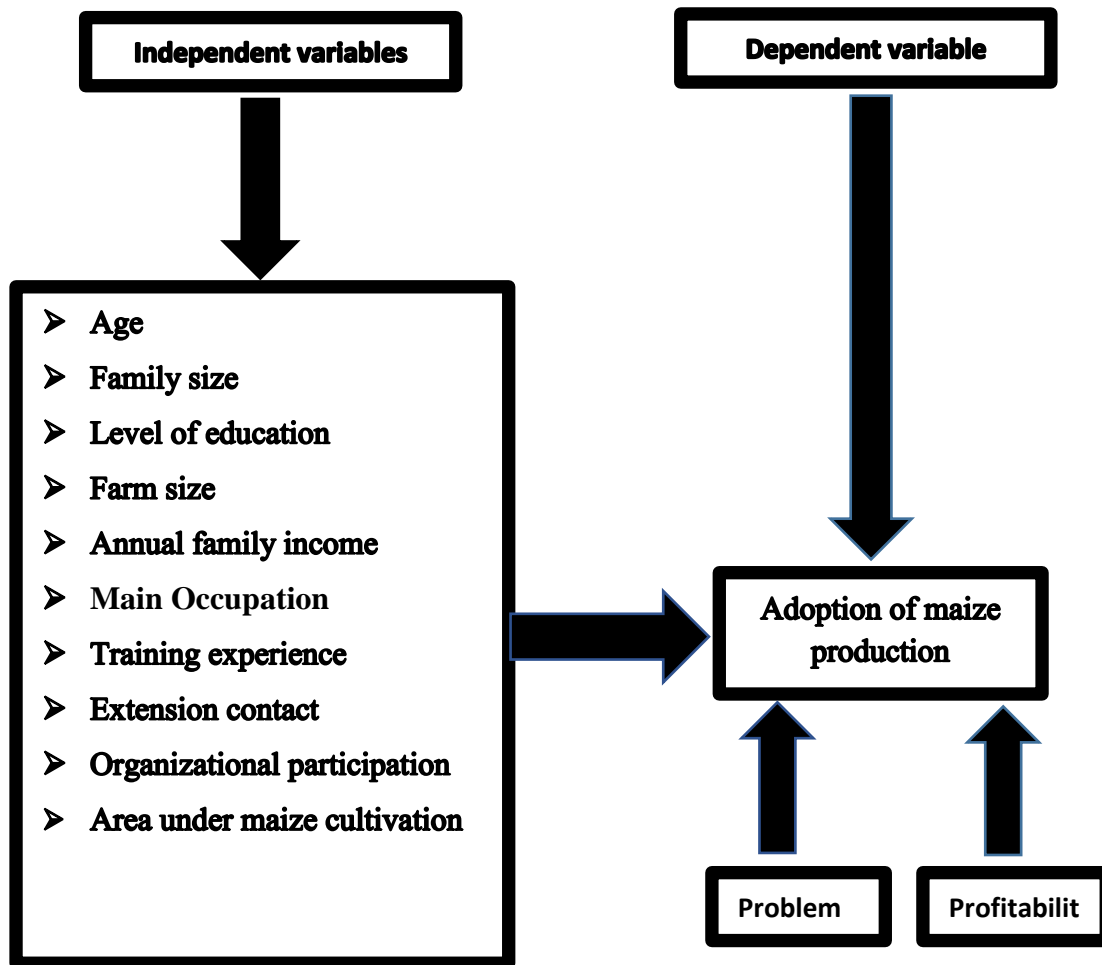 Independent variables
Dependent variable
➤ Age
➤ Family size
➤ Level of education
➤ Farm size
➤ Annual family income
➤ Main Occupation
➤ Training experience
➤ Extension contact
➤ Organizational participation
➤ Area under maize cultivation
Adoption of maize
production
Problem
Profitabilit